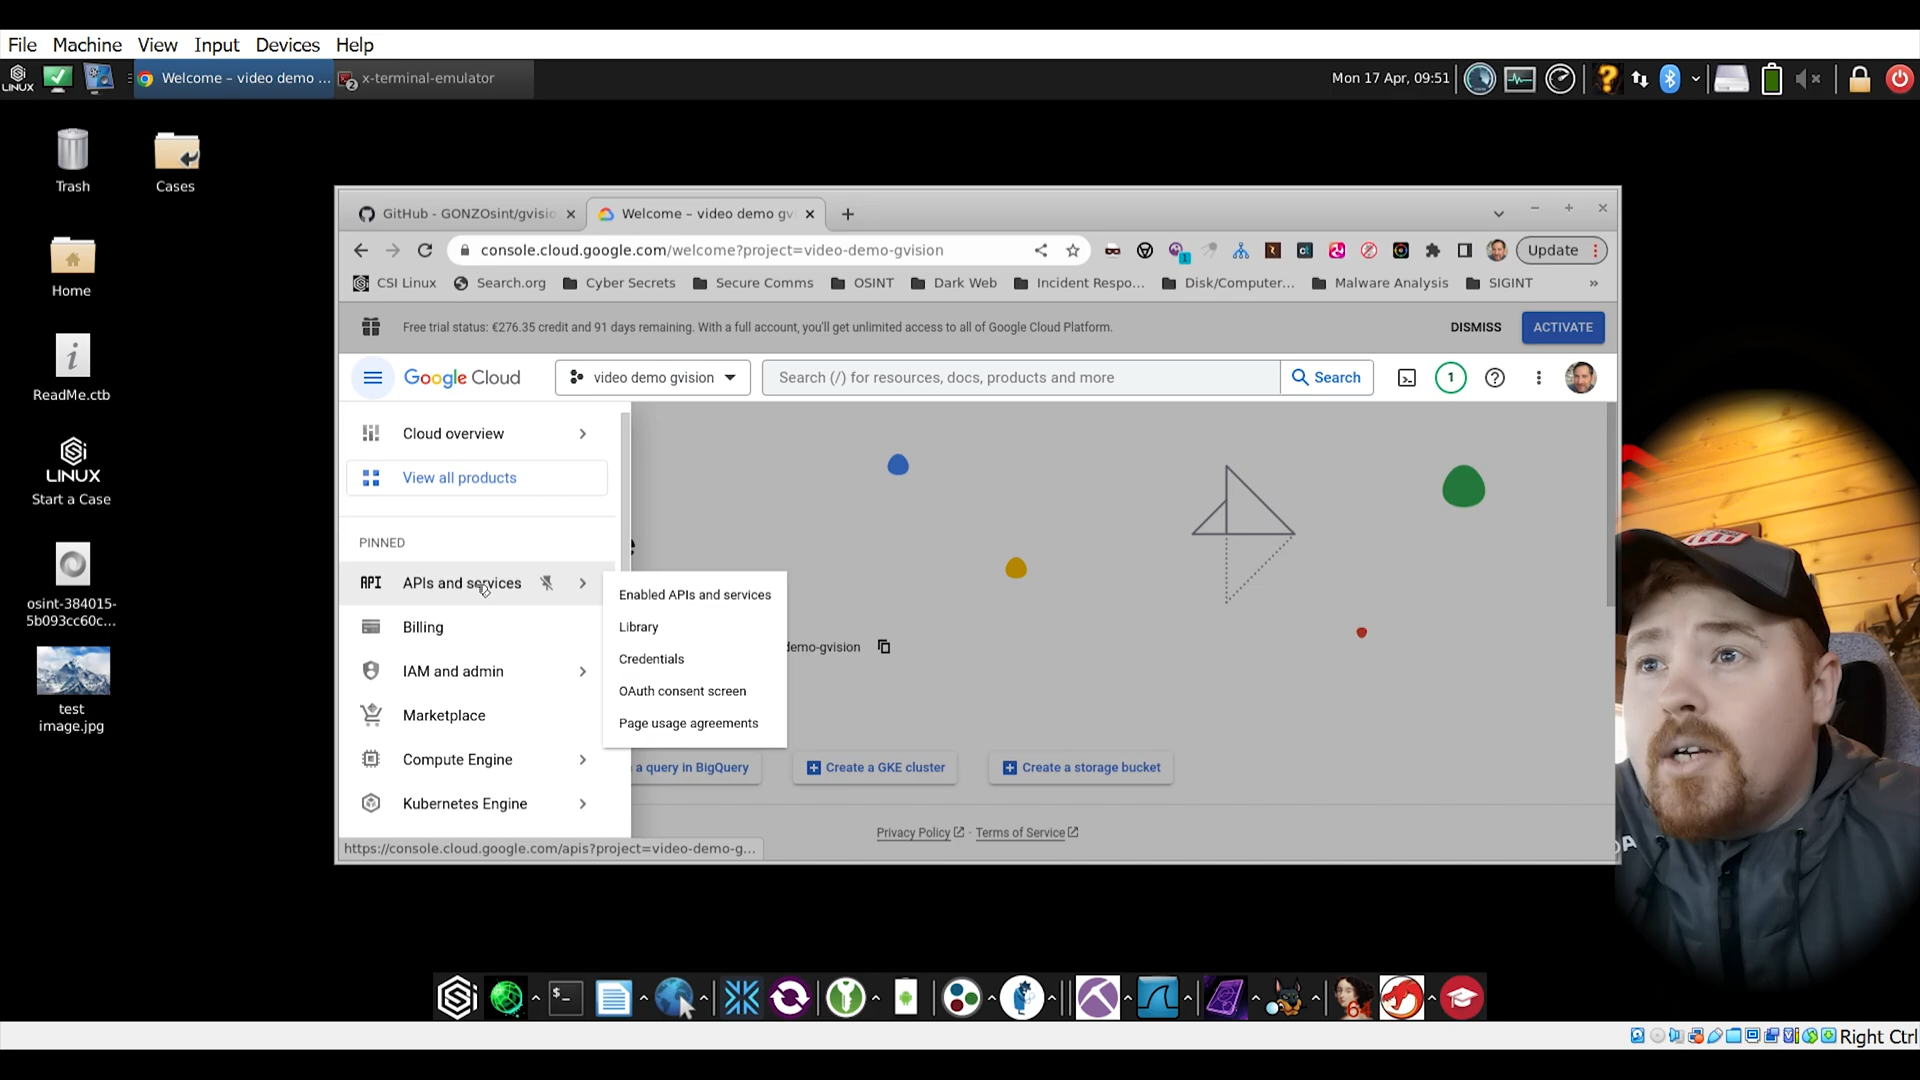 File Machine View Input Devices Help
LINUX Welcome – video demo ... x-terminal-emulator Mon 17 Apr, 09:51
Trash
Cases
Home
ReadMe.ctb
LINUX
Start a Case
osint-384015-
5b093cc60c...
test
image.jpg
GitHub - GONZOsint/gvisio
Welcome – video demo gv
console.cloud.google.com/welcome?project=video-demo-gvision
Update
CSI Linux Search.org Cyber Secrets Secure Comms OSINT Dark Web Incident Respo... Disk/Computer... Malware Analysis SIGINT »
Free trial status: €276.35 credit and 91 days remaining. With a full account, you'll get unlimited access to all of Google Cloud Platform.
DISMISS
ACTIVATE
Google Cloud
video demo gvision
Search (/) for resources, docs, products and more
Search
1
Cloud overview
View all products
PINNED
API APIs and services
Billing
IAM and admin
Marketplace
Compute Engine
Kubernetes Engine
Enabled APIs and services
Library
Credentials
OAuth consent screen
Page usage agreements
demo-gvision
a query in BigQuery
Create a GKE cluster
Create a storage bucket
Privacy Policy · Terms of Service
https://console.cloud.google.com/apis?project=video-demo-g...
64
Right Ctrl